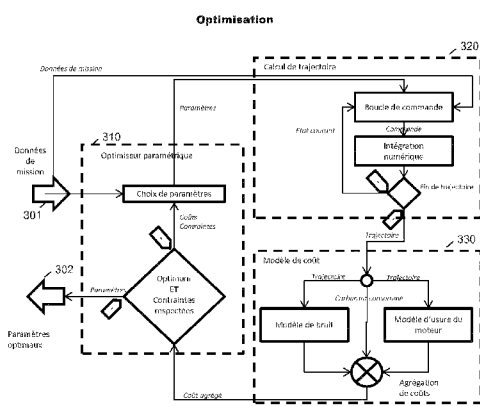 Optimisation
320
Données de mission
Calcul de trajectoire
Paramètres
Boucle de commande
Etat courant
Commande
310
Données
de
mission
Optimiseur paramétrique
Intégration
numérique
301
Choix de paramètres
Fin de trajectoire
Coûts
Contraintes
Trajectoire
330
302
Modèle de coût
Paramètres
Optimum
ET
Contraintes
respectées
Trajectoire
Trajectoire
Carburant consommé
Paramètres
optimaux
Modèle de bruit
Modèle d'usure du
moteur
Coût agrégé
Agrégation
de coûts